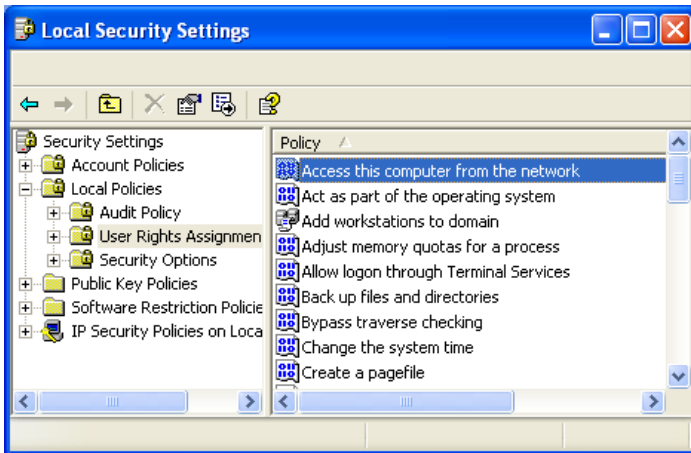 Local Security Settings
Security Settings
Account Policies
Local Policies
Audit Policy
User Rights Assignmen
Security Options
Public Key Policies
Software Restriction Policie
IP Security Policies on Loca
Policy
Access this computer from the network
Act as part of the operating system
Add workstations to domain
Adjust memory quotas for a process
Allow logon through Terminal Services
Back up files and directories
Bypass traverse checking
Change the system time
Create a pagefile